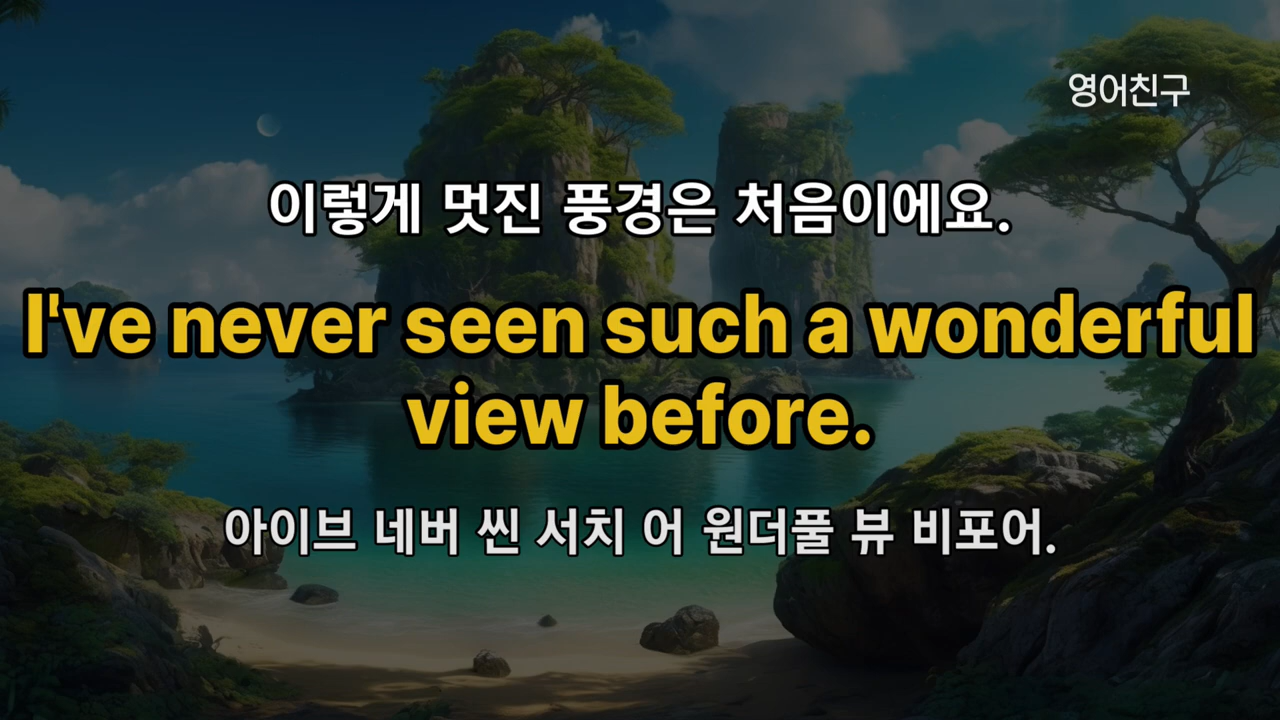 영어친구
이렇게 멋진 풍경은 처음이에요.
I've never seen such a wonderful
view before.
아이브 네버 씬 서치 어 원더풀 뷰 비포어.